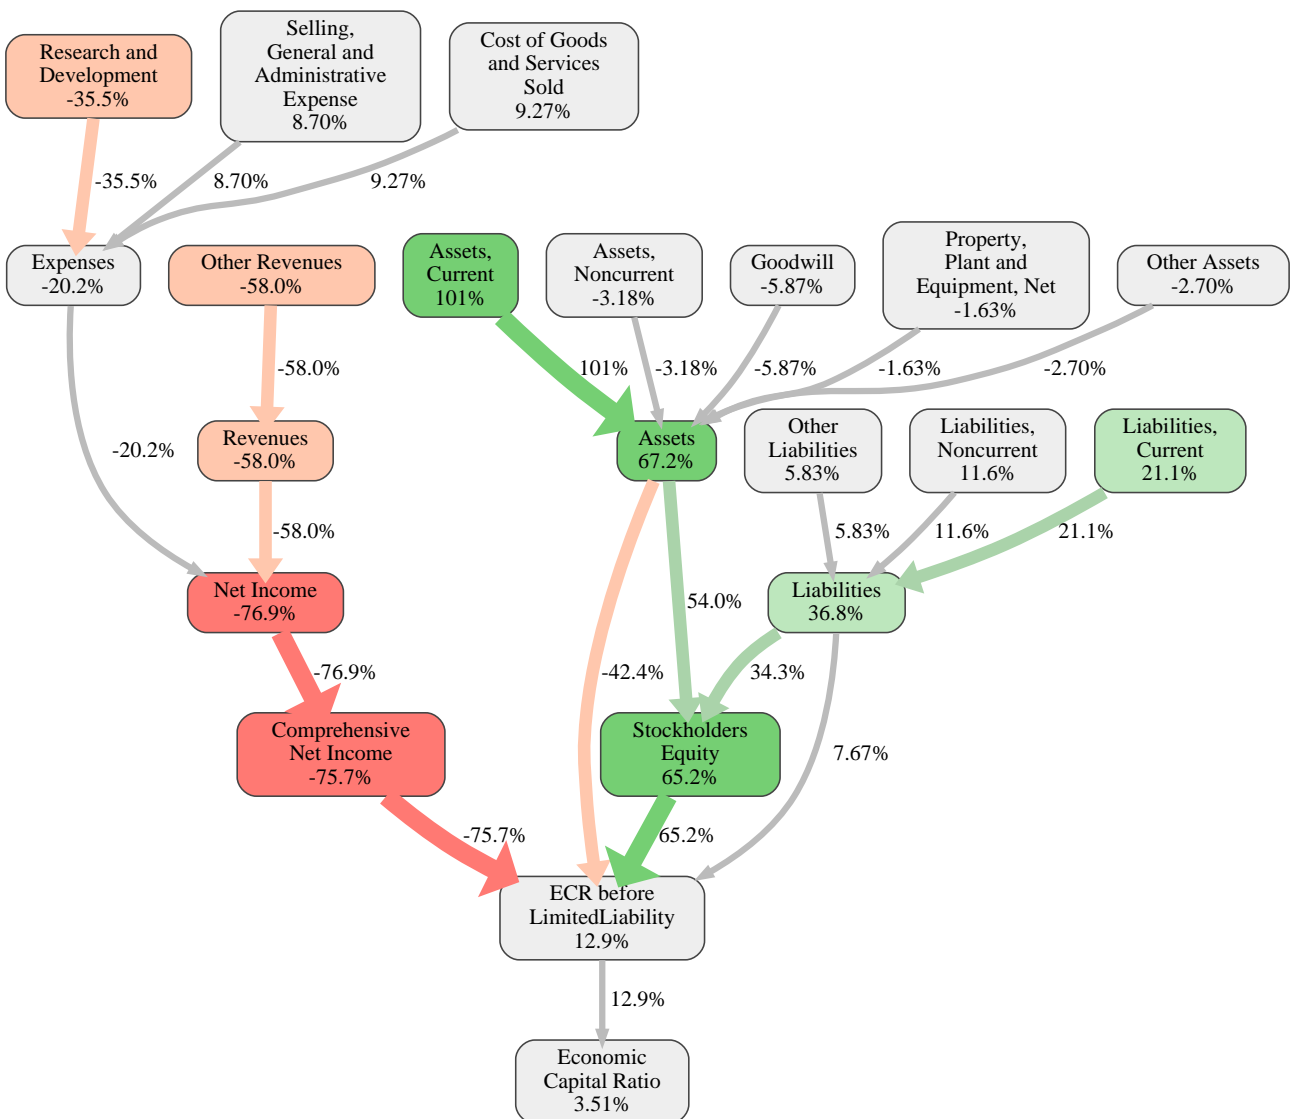 Research and
Development
-35.5%
Selling,
General and
Administrative
Expense
8.70%
Cost of Goods
and Services
Sold
9.27%
-35.5%
8.70%
9.27%
Expenses
-20.2%
Other Revenues
-58.0%
Assets,
Current
101%
Assets,
Noncurrent
-3.18%
Goodwill
-5.87%
Property,
Plant and
Equipment, Net
-1.63%
Other Assets
-2.70%
-58.0%
101%
-3.18%
-5.87%
-1.63%
-2.70%
-20.2%
Revenues
-58.0%
Assets
67.2%
Other
Liabilities
5.83%
Liabilities,
Noncurrent
11.6%
Liabilities,
Current
21.1%
-58.0%
5.83%
11.6%
21.1%
Net Income
-76.9%
54.0%
Liabilities
36.8%
-76.9%
-42.4%
34.3%
Comprehensive
Net Income
-75.7%
Stockholders
Equity
65.2%
7.67%
-75.7%
65.2%
ECR before
LimitedLiability
12.9%
12.9%
Economic
Capital Ratio
3.51%